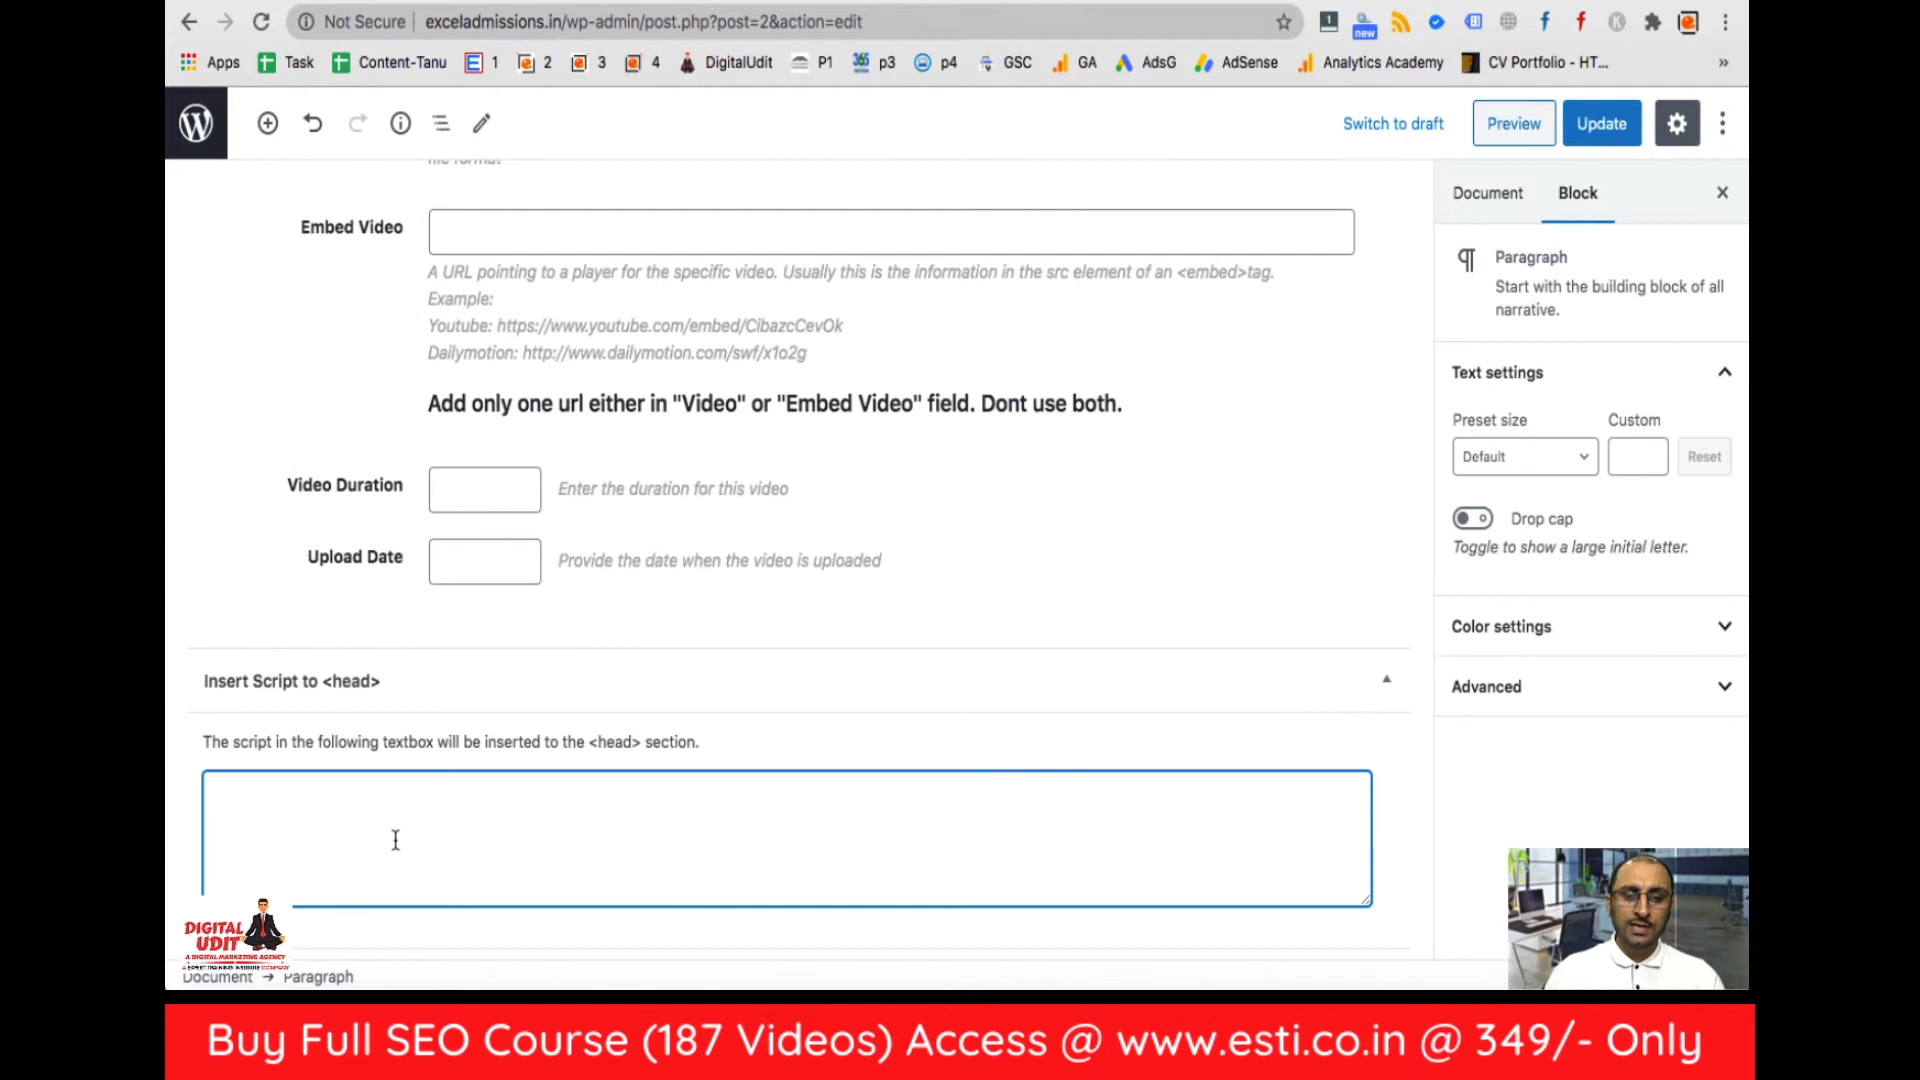 Not Secure
exceladmissions.in/wp-admin/post.php?post=2&action=edit
new
Apps
Task
Content-Tanu
1
2
3
4
DigitalUdit
P1
p3
p4
GSC
GA
AdsG
AdSense
Analytics Academy
CV Portfolio - HT...
»
Switch to draft
Preview
Update
file format
Embed Video
A URL pointing to a player for the specific video. Usually this is the information in the src element of an <embed>tag.
Example:
Youtube: https://www.youtube.com/embed/CibazcCevOk
Dailymotion: http://www.dailymotion.com/swf/x1o2g
Add only one url either in "Video" or "Embed Video" field. Dont use both.
Video Duration
Enter the duration for this video
Upload Date
Provide the date when the video is uploaded
Insert Script to <head>
The script in the following textbox will be inserted to the <head> section.
Document
Block
Paragraph
Start with the building block of all
narrative.
Text settings
Preset size
Custom
Default
Reset
Drop cap
Toggle to show a large initial letter.
Color settings
Advanced
DIGITAL
UDIT
A DIGITAL MARKETING AGENCY
A EXPERT TRAINING INSTITUTE COMPANY
Document → Paragraph
Buy Full SEO Course (187 Videos) Access @ www.esti.co.in @ 349/- Only